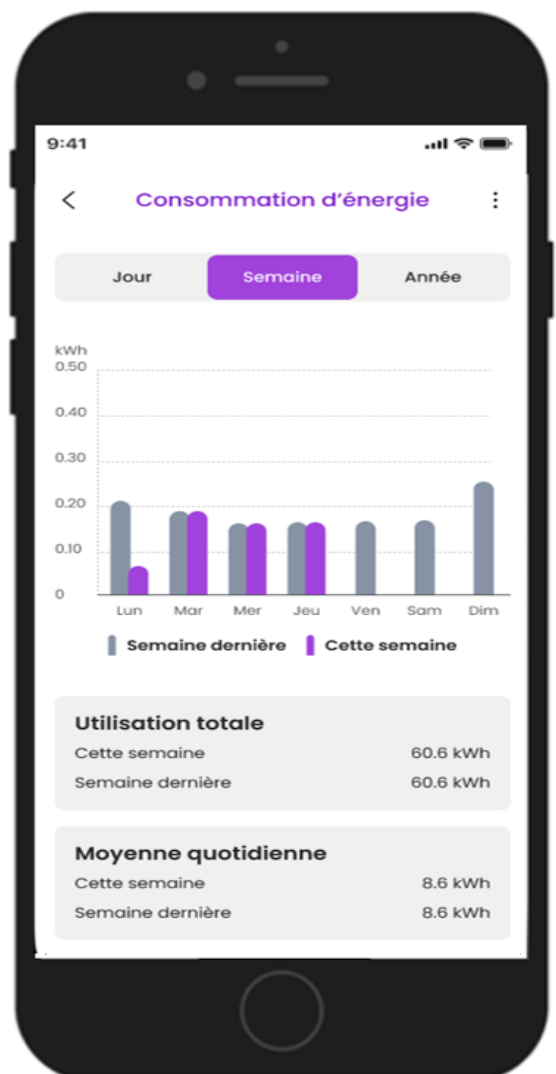 9:41
Consommation d'énergie
Jour Semaine Année
kWh
0.50
0.40
0.30
0.20
0.10
0
Lun Mar Mer Jeu Ven Sam Dim
Semaine dernière Cette semaine
Utilisation totale
Cette semaine 60.6 kWh
Semaine dernière 60.6 kWh
Moyenne quotidienne
Cette semaine 8.6 kWh
Semaine dernière 8.6 kWh